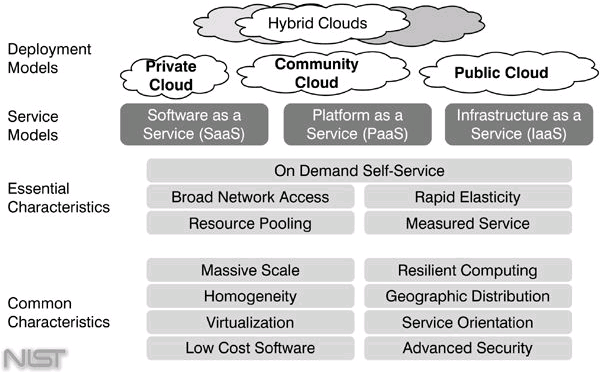 Hybrid Clouds
Deployment
Models
Private
Cloud
Community
Cloud
Public Cloud
Service
Models
Software as a
Service (SaaS)
Platform as a
Service (PaaS)
Infrastructure as a
Service (IaaS)
Essential
Characteristics
On Demand Self-Service
Broad Network Access
Rapid Elasticity
Resource Pooling
Measured Service
Common
Characteristics
Massive Scale
Resilient Computing
Homogeneity
Geographic Distribution
Virtualization
Service Orientation
Low Cost Software
Advanced Security
NIST